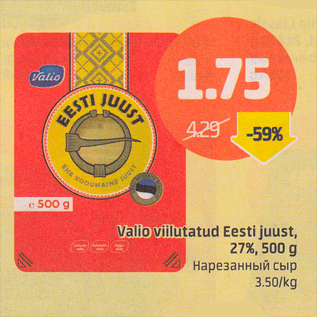 Valio
EESTI JUUST
EHE KODUMAINE JUUST
e 500 g
1.75
4.29
-59%
Valio viilutatud Eesti juust,
27%, 500 g
Нарезанный сыр
3.50/kg